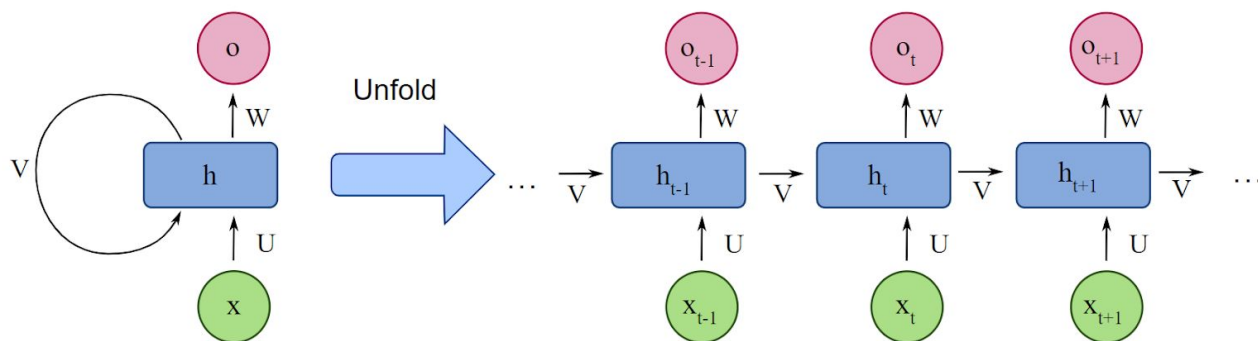 o
o_{t-1}
o_t
o_{t+1}
Unfold
W
W
W
W
V
h
...
V
h_{t-1}
V
h_t
V
h_{t+1}
V
...
U
U
U
U
x
x_{t-1}
x_t
x_{t+1}